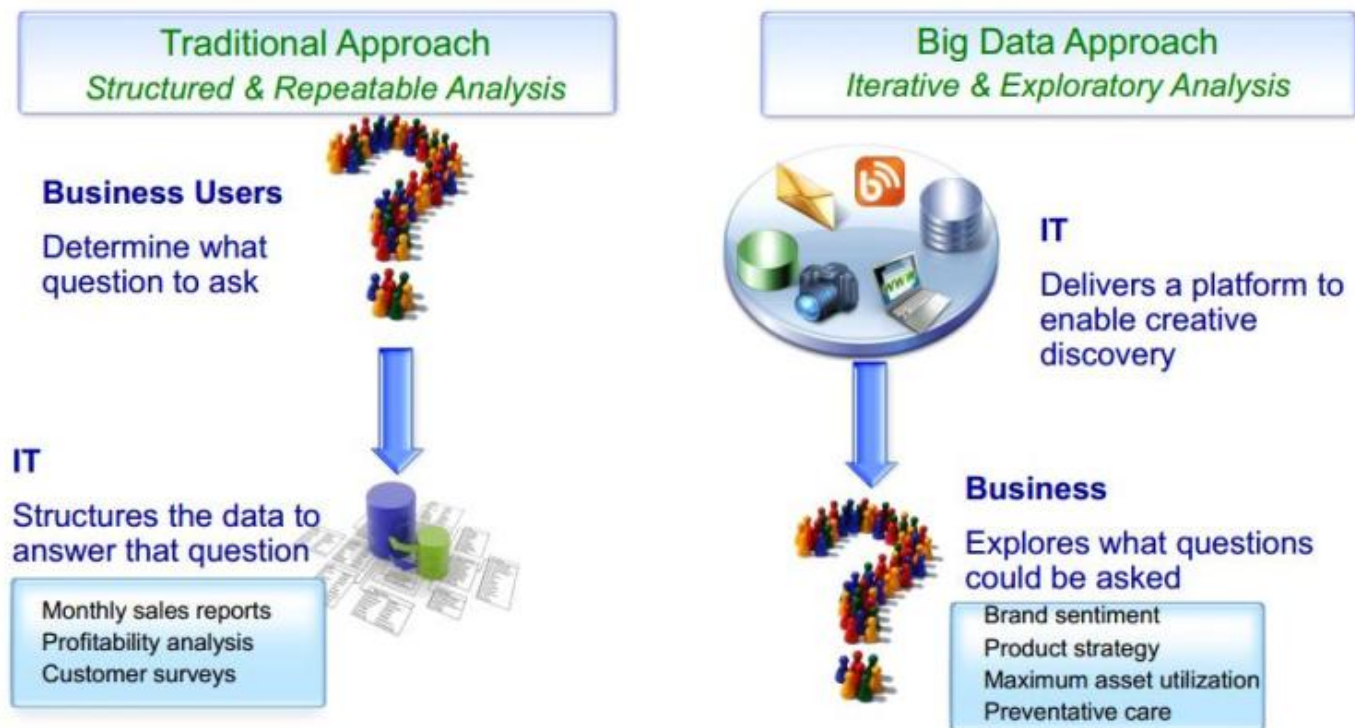 Traditional Approach
Structured & Repeatable Analysis
Business Users
Determine what
question to ask
IT
Structures the data to
answer that question
Monthly sales reports
Profitability analysis
Customer surveys
Big Data Approach
Iterative & Exploratory Analysis
IT
Delivers a platform to
enable creative
discovery
Business
Explores what questions
could be asked
Brand sentiment
Product strategy
Maximum asset utilization
Preventative care